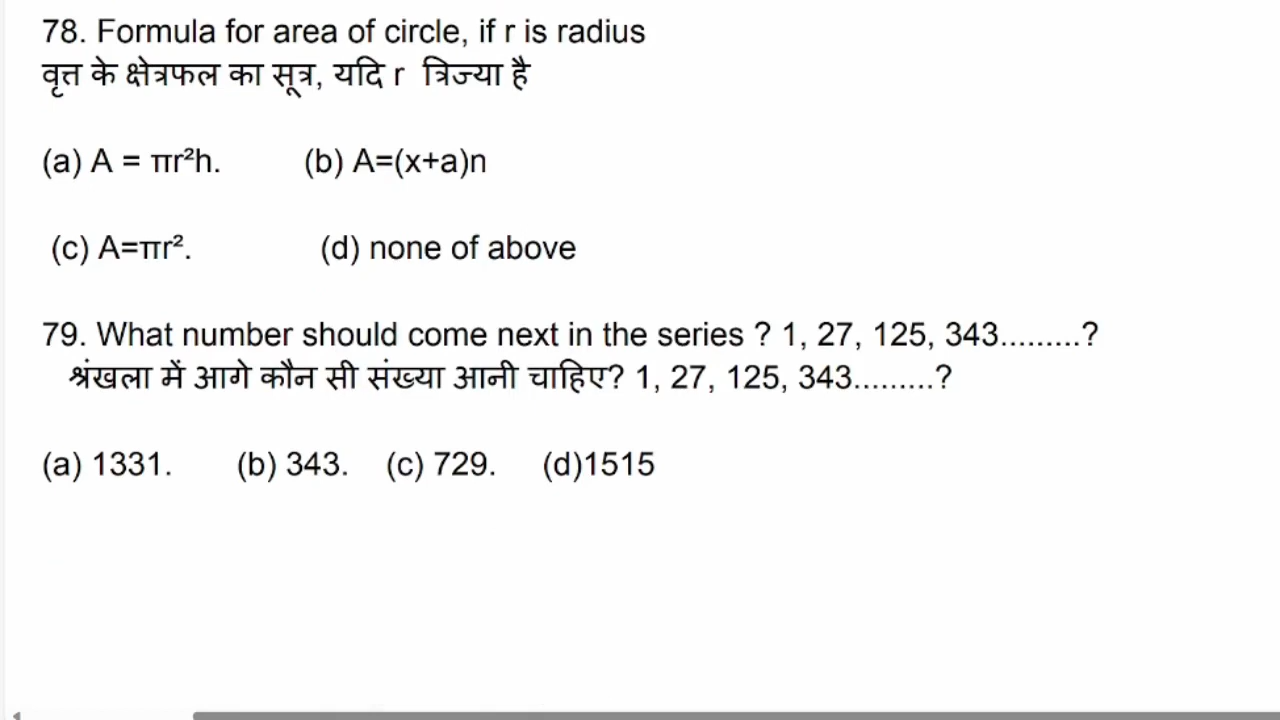 78. Formula for area of circle, if r is radius
वृत्त के क्षेत्रफल का सूत्र, यदि r त्रिज्या है
(a) A = πr²h. (b) A=(x+a)n
(c) A=πr². (d) none of above
79. What number should come next in the series ? 1, 27, 125, 343.........?
श्रंखला में आगे कौन सी संख्या आनी चाहिए? 1, 27, 125, 343.........?
(a) 1331. (b) 343. (c) 729. (d)1515